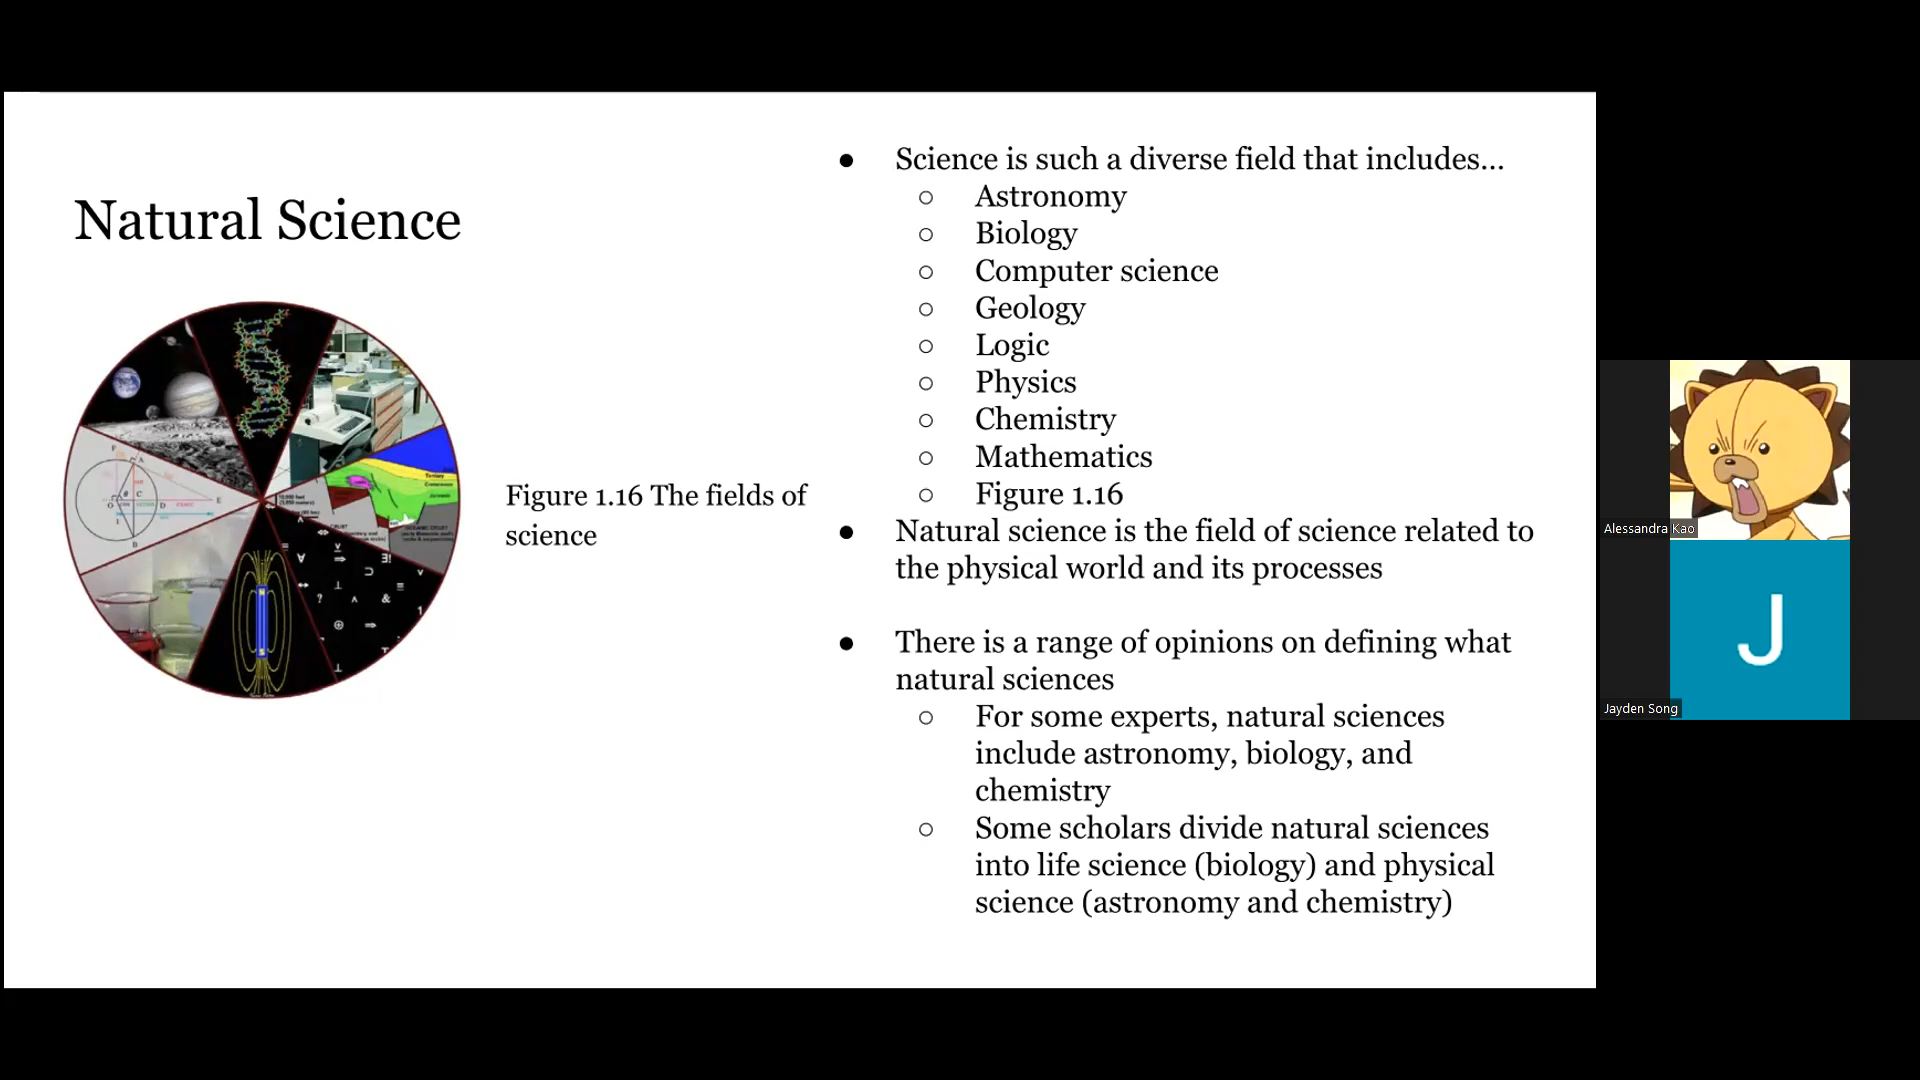 Natural Science
Figure 1.16 The fields of
science
● Science is such a diverse field that includes...
○ Astronomy
○ Biology
○ Computer science
○ Geology
○ Logic
○ Physics
○ Chemistry
○ Mathematics
○ Figure 1.16
● Natural science is the field of science related to
the physical world and its processes
● There is a range of opinions on defining what
natural sciences
○ For some experts, natural sciences
include astronomy, biology, and
chemistry
○ Some scholars divide natural sciences
into life science (biology) and physical
science (astronomy and chemistry)
Alessandra Kao
J
Jayden Song